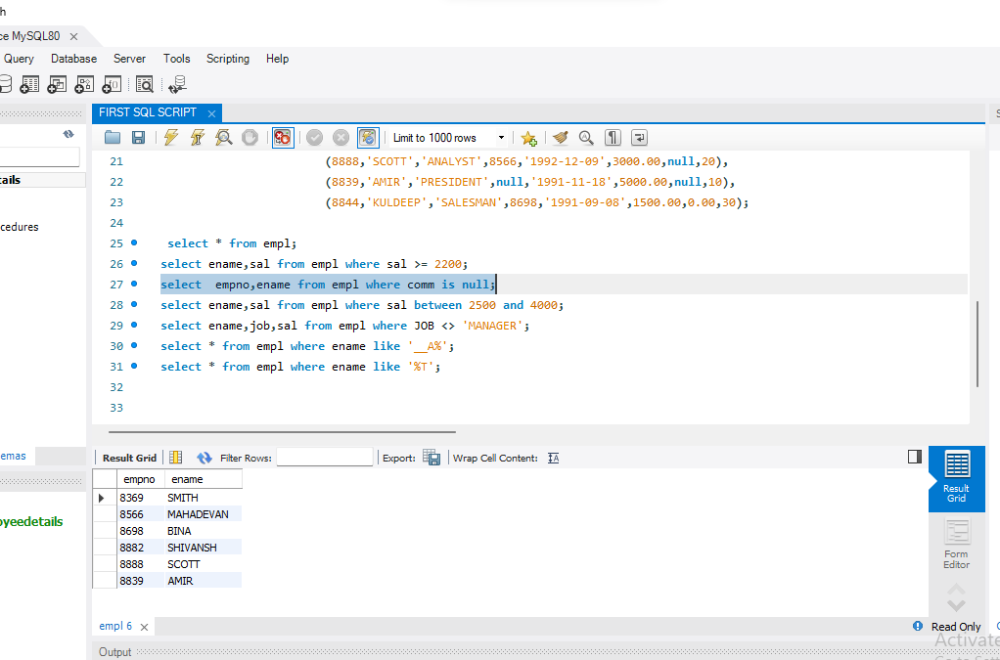 ce MySQL80
Query Database Server Tools Scripting Help
FIRST SQL SCRIPT
Limit to 1000 rows
21 (8888,'SCOTT','ANALYST',8566,'1992-12-09',3000.00,null,20),
22 (8839,'AMIR','PRESIDENT',null,'1991-11-18',5000.00,null,10),
23 (8844,'KULDEEP','SALESMAN',8698,'1991-09-08',1500.00,0.00,30);
24
25 select * from empl;
26 select ename,sal from empl where sal >= 2200;
27 select  empno,ename from empl where comm is null;
28 select ename,sal from empl where sal between 2500 and 4000;
29 select ename,job,sal from empl where JOB <> 'MANAGER';
30 select * from empl where ename like '__A%';
31 select * from empl where ename like '%T';
32
33
ails
cedures
emas
oyeedetails
Result Grid Filter Rows: Export: Wrap Cell Content:
empno ename
8369 SMITH
8566 MAHADEVAN
8698 BINA
8882 SHIVANSH
8888 SCOTT
8839 AMIR
Result
Grid
Form
Editor
empl 6
Read Only
Output
Activate